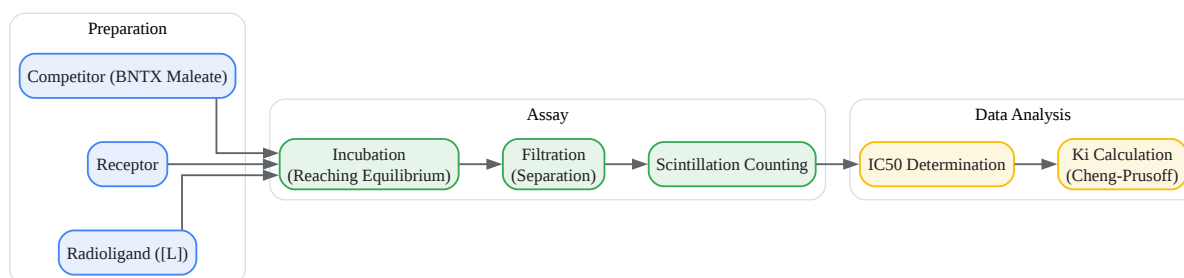 Preparation
Competitor (BNTX Maleate)
Receptor
Radioligand ([L])
Assay
Incubation
(Reaching Equilibrium)
Filtration
(Separation)
Scintillation Counting
Data Analysis
IC50 Determination
Ki Calculation
(Cheng-Prusoff)